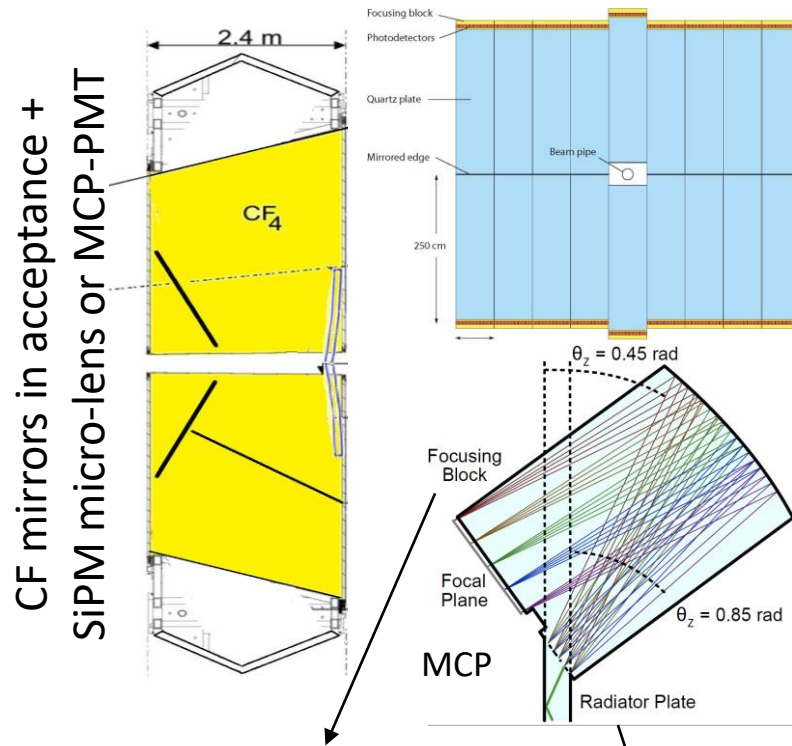 CF mirrors in acceptance +
SiPM micro-lens or MCP-PMT
2.4 m
CF₄
Focusing block
Photodetectors
Quartz plate
Mirrored edge
Beam pipe
250 cm
θz = 0.45 rad
Focusing
Block
Focal
Plane
θz = 0.85 rad
MCP
Radiator Plate